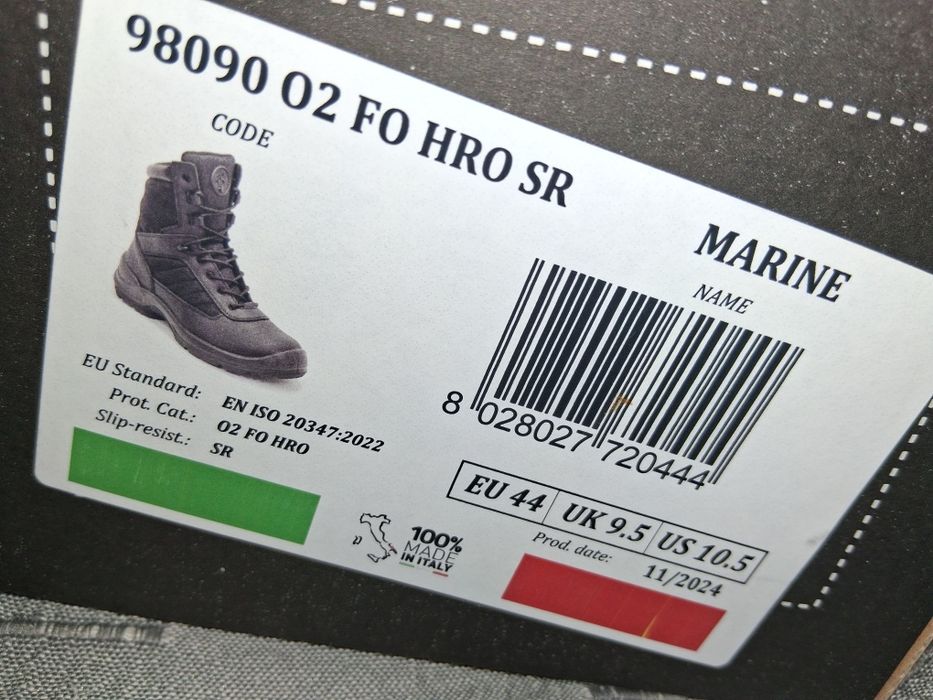 98090 O2 FO HRO SR
CODE
MARINE
NAME
EU Standard: EN ISO 20347:2022
Prot. Cat.: O2 FO HRO
Slip-resist.: SR
8 028027 720444
EU 44 UK 9.5 US 10.5
Prod. date: 11/2024
100%
MADE
IN ITALY